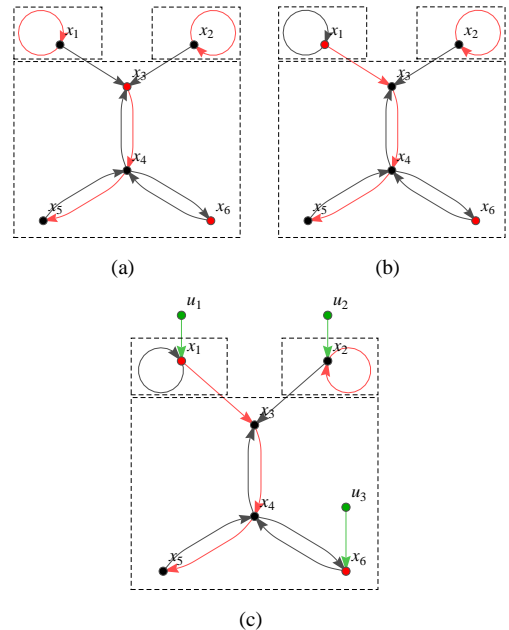 x₁ x₂ x₁ x₂
x₃ x₃
x₄ x₄
x₅ x₆ x₅ x₆
(a) (b)
u₁ u₂
x₁ x₂
x₃
x₄ u₃
x₅ x₆
(c)